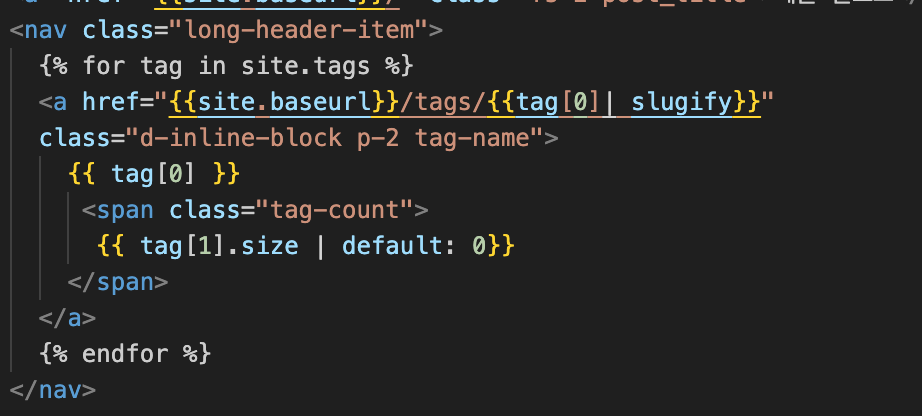 <nav class="long-header-item">
{% for tag in site.tags %}
<a href="{{site.baseurl}}/tags/{{tag[0]| slugify}}"
class="d-inline-block p-2 tag-name">
{{ tag[0] }}
<span class="tag-count">
{{ tag[1].size | default: 0}}
</span>
</a>
{% endfor %}
</nav>